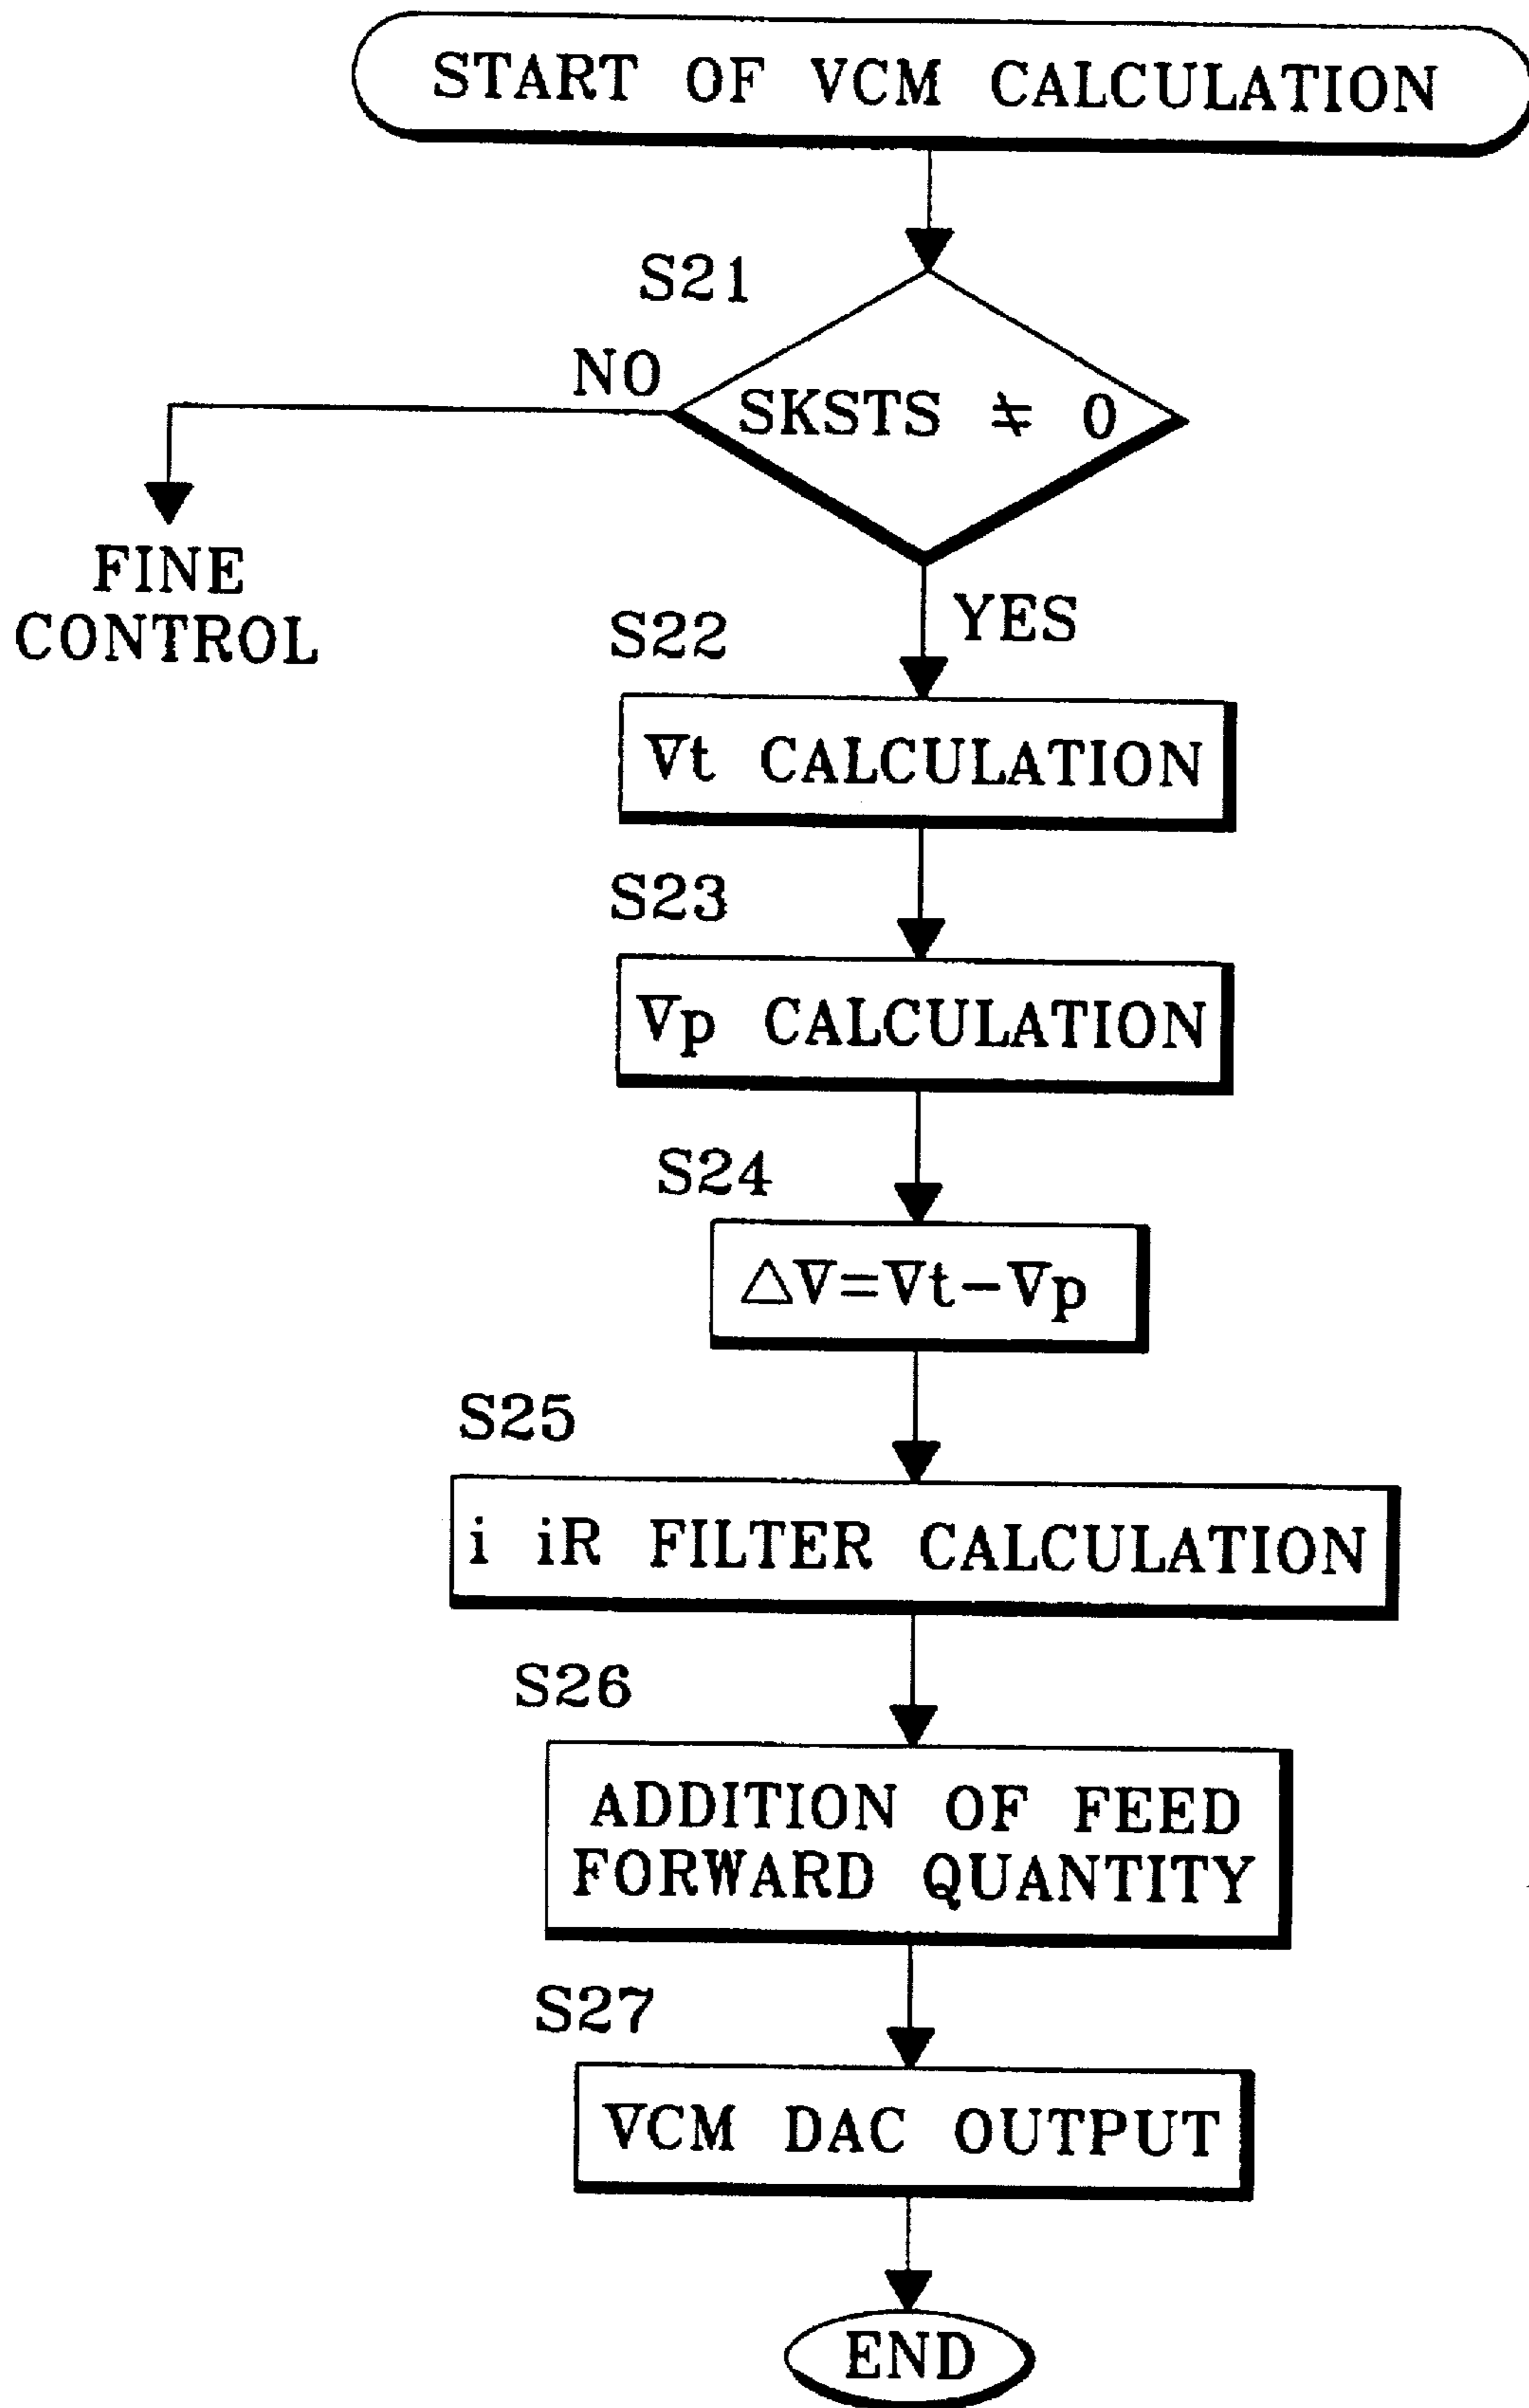 START OF VCM CALCULATION
S21
NO
SKSTS ≠ 0
FINE
CONTROL
YES
S22
Vt CALCULATION
S23
Vp CALCULATION
S24
△V=Vt-Vp
S25
i iR FILTER CALCULATION
S26
ADDITION OF FEED
FORWARD QUANTITY
S27
VCM DAC OUTPUT
END